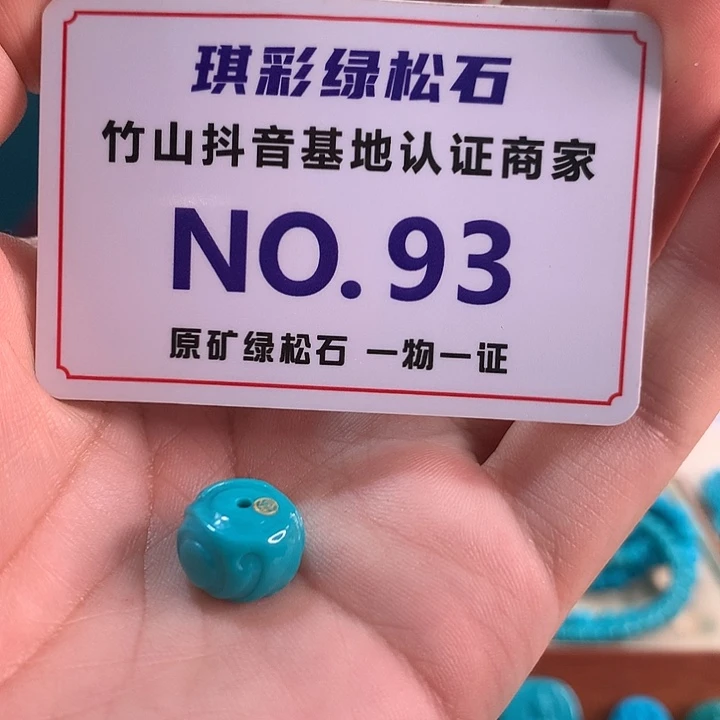 琪彩绿松石
竹山抖音基地认证商家
NO.93
原矿绿松石 一物一证